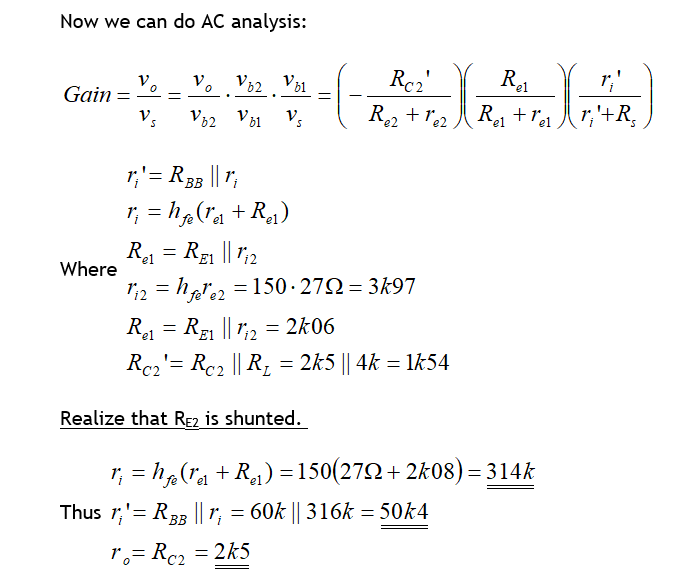 Now we can do AC analysis:
Gain = v_o / v_s = v_o / v_b2 · v_b2 / v_b1 · v_b1 / v_s = ( − R_C2' / (R_e2 + r_e2) ) ( R_e1 / (R_e1 + r_e1) ) ( r_i' / (r_i'+R_s) )
r_i'= R_BB || r_i
r_i = h_fe(r_e1 + R_e1)
R_e1 = R_E1 || r_i2
Where
r_i2 = h_fe r_e2 = 150·27Ω = 3k97
R_e1 = R_E1 || r_i2 = 2k06
R_C2'= R_C2 || R_L = 2k5 || 4k = 1k54
Realize that R_E2 is shunted.
r_i = h_fe(r_e1 + R_e1) = 150(27Ω + 2k08) = 314k
Thus r_i'= R_BB || r_i = 60k || 316k = 50k4
r_o= R_C2 = 2k5